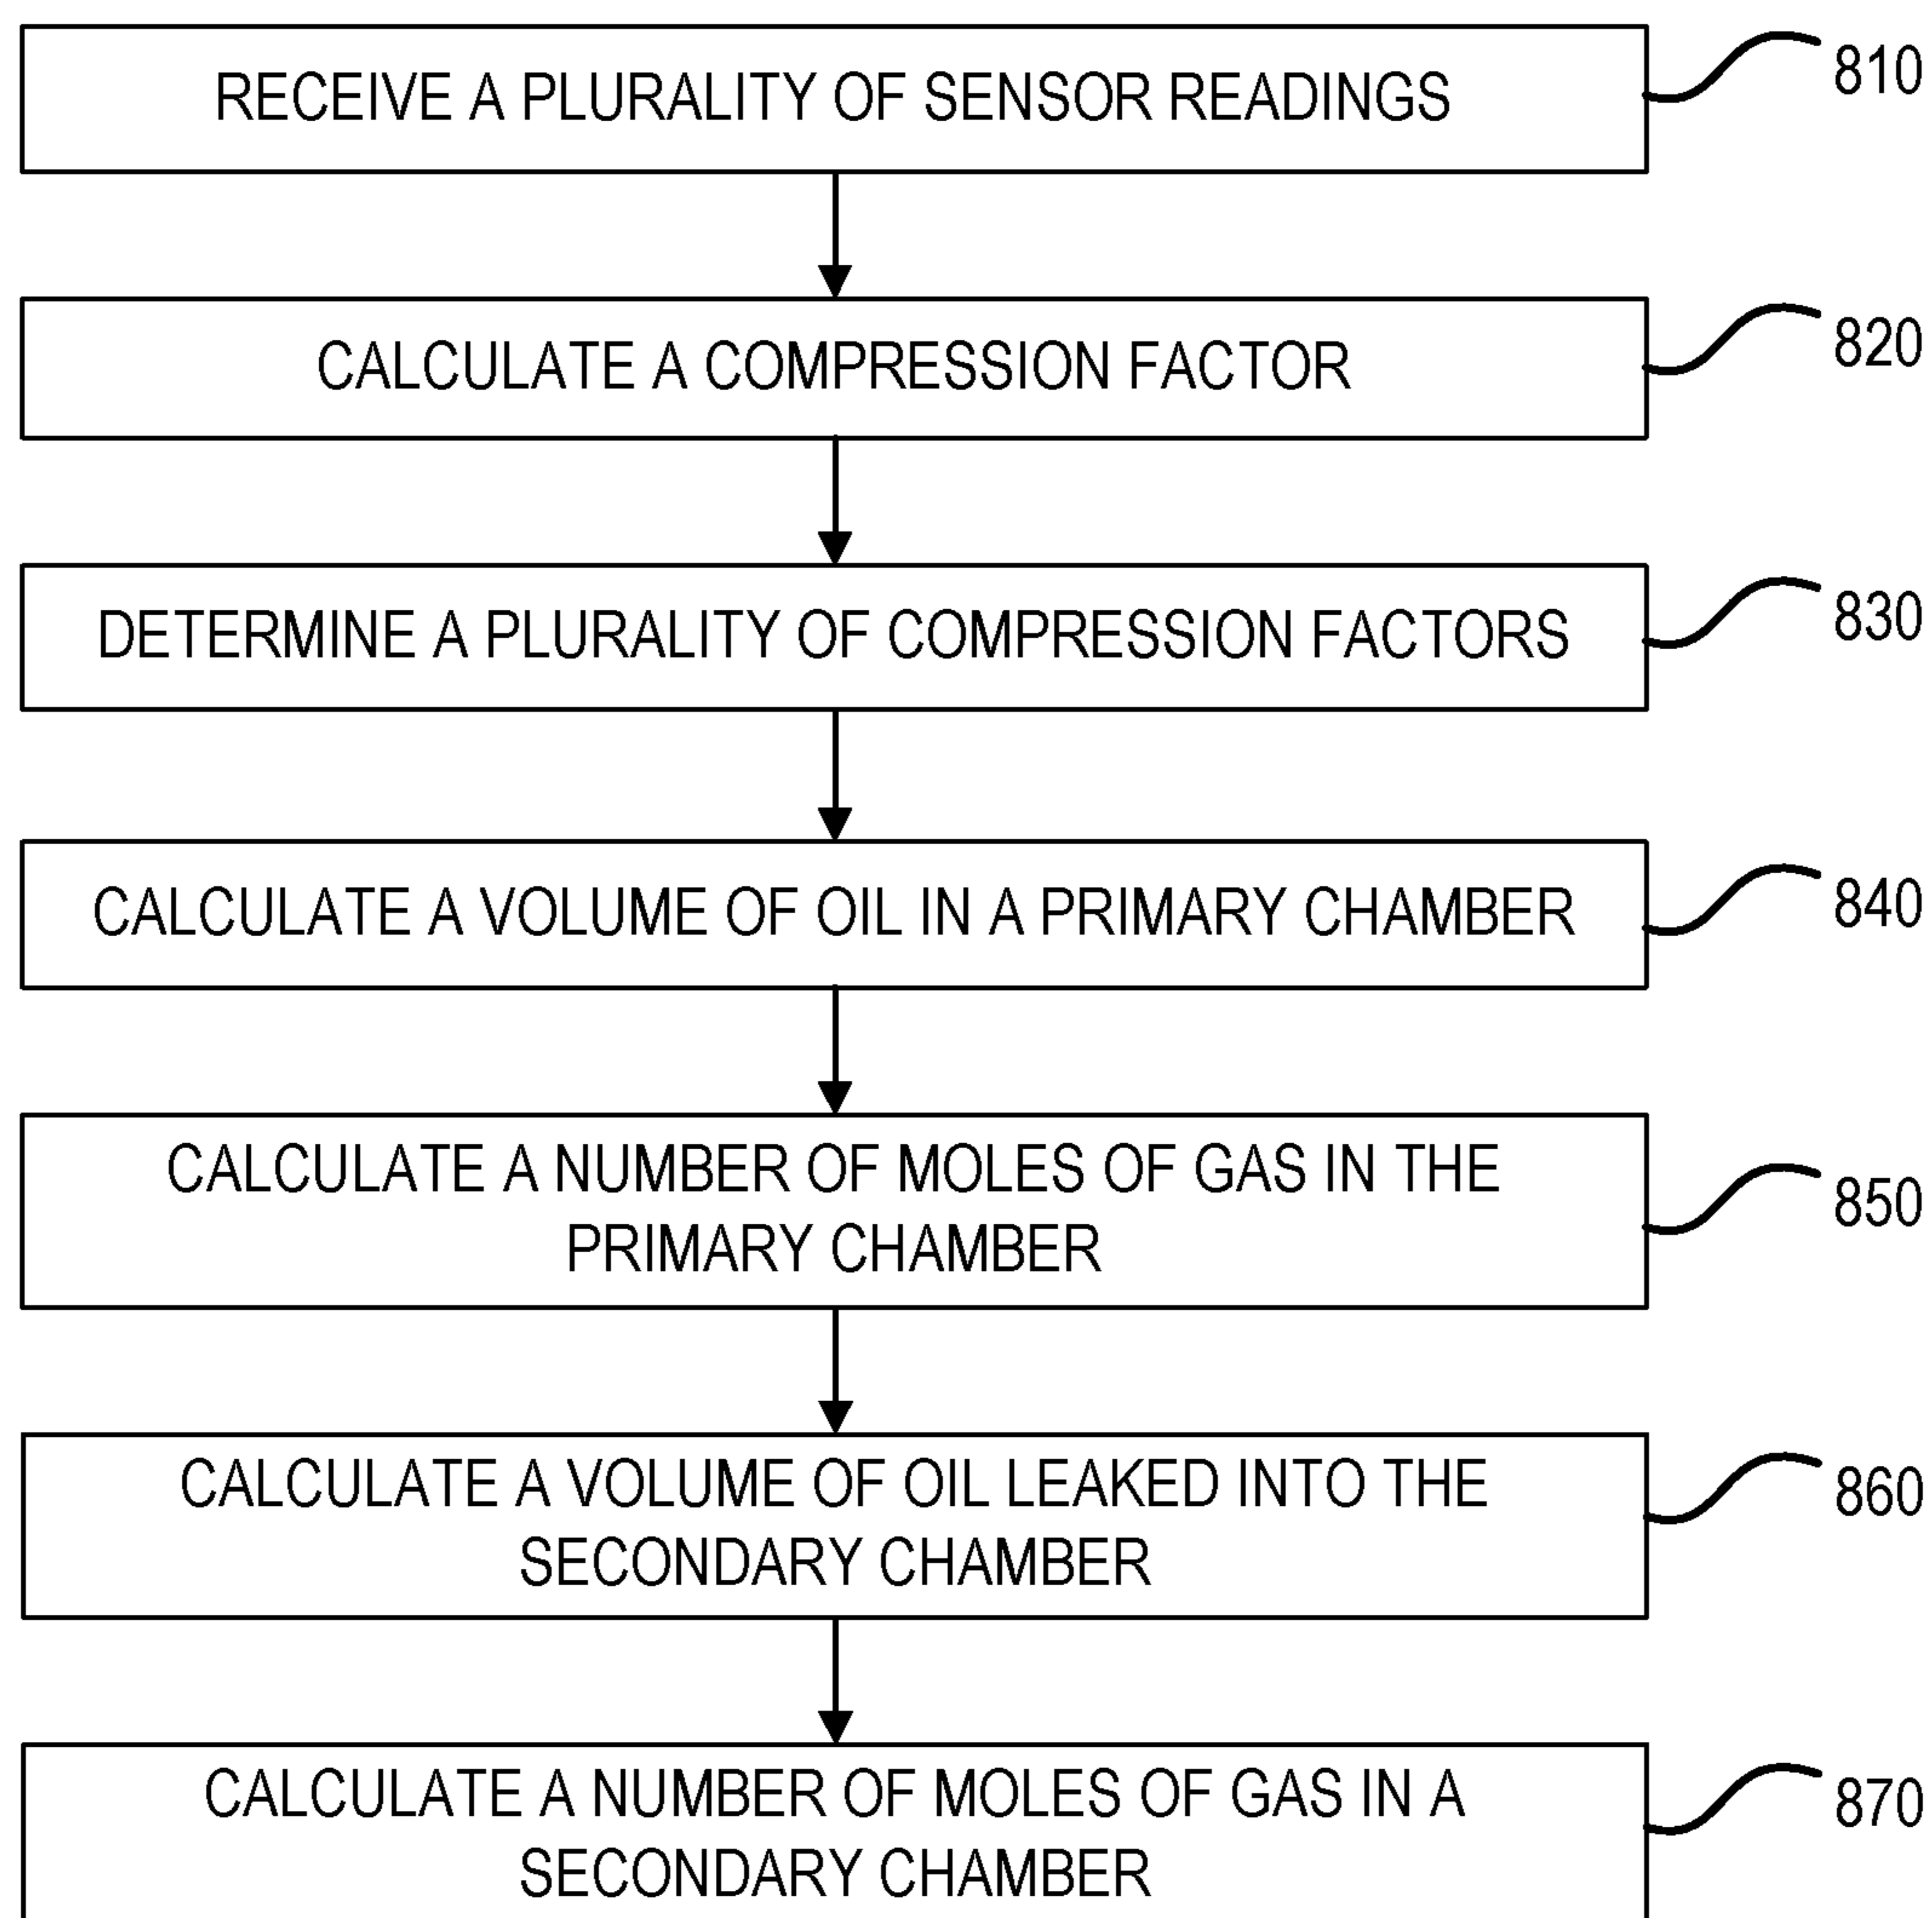 RECEIVE A PLURALITY OF SENSOR READINGS
810
CALCULATE A COMPRESSION FACTOR
820
DETERMINE A PLURALITY OF COMPRESSION FACTORS
830
CALCULATE A VOLUME OF OIL IN A PRIMARY CHAMBER
840
CALCULATE A NUMBER OF MOLES OF GAS IN THE
PRIMARY CHAMBER
850
CALCULATE A VOLUME OF OIL LEAKED INTO THE
SECONDARY CHAMBER
860
CALCULATE A NUMBER OF MOLES OF GAS IN A
SECONDARY CHAMBER
870